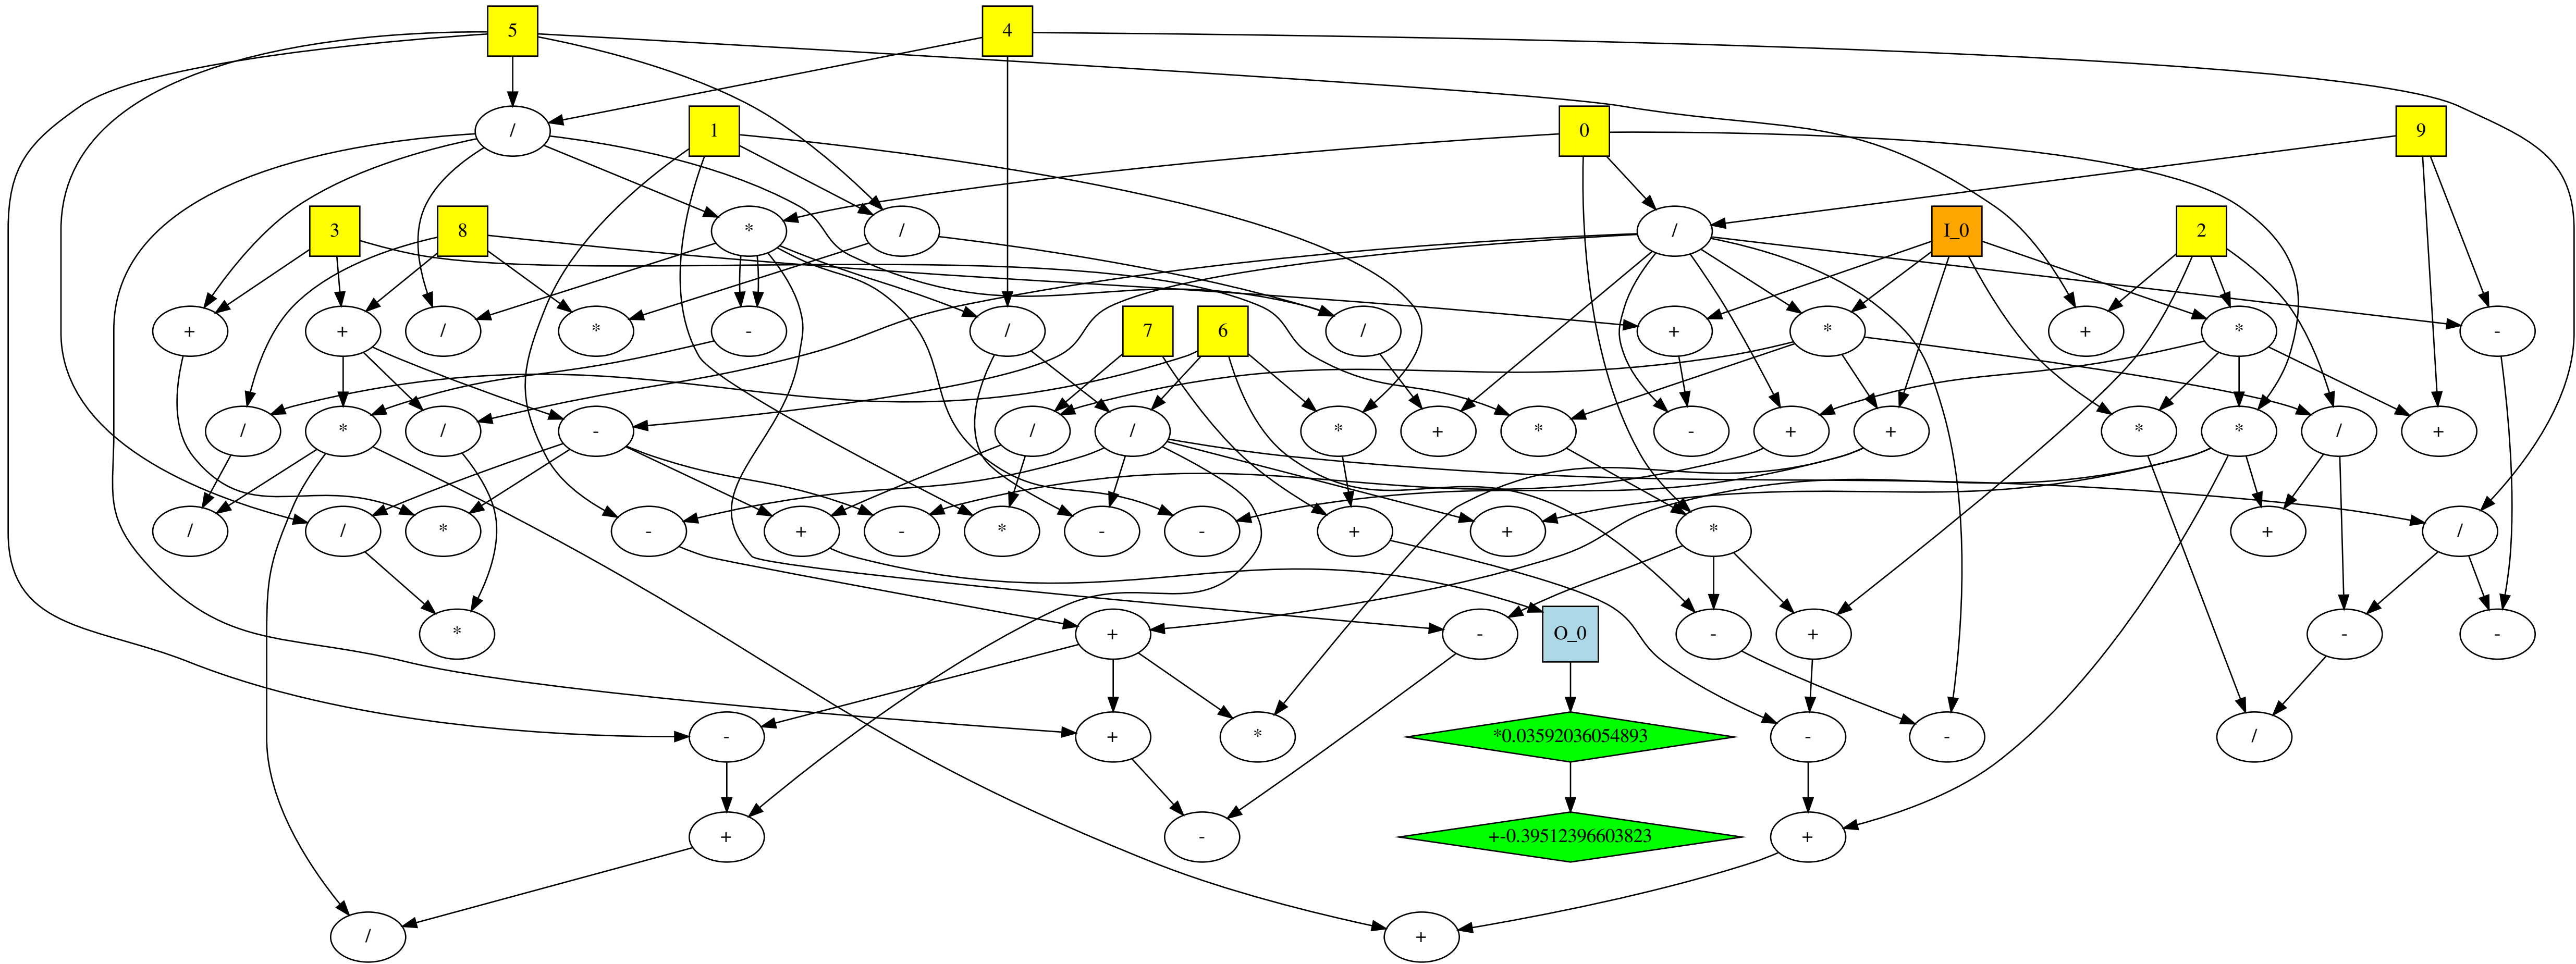 5 4
/ 1 0 9
3 8 * / / I_0 2
+ + / * - / 7 6 / + * + * -
/ * / - / / * + * - + + * * / +
/ / * - + - * - - + + * + /
* + - O_0 - + - -
- + * *0.03592036054893 - - /
+ - +-0.39512396603823 +
/ +